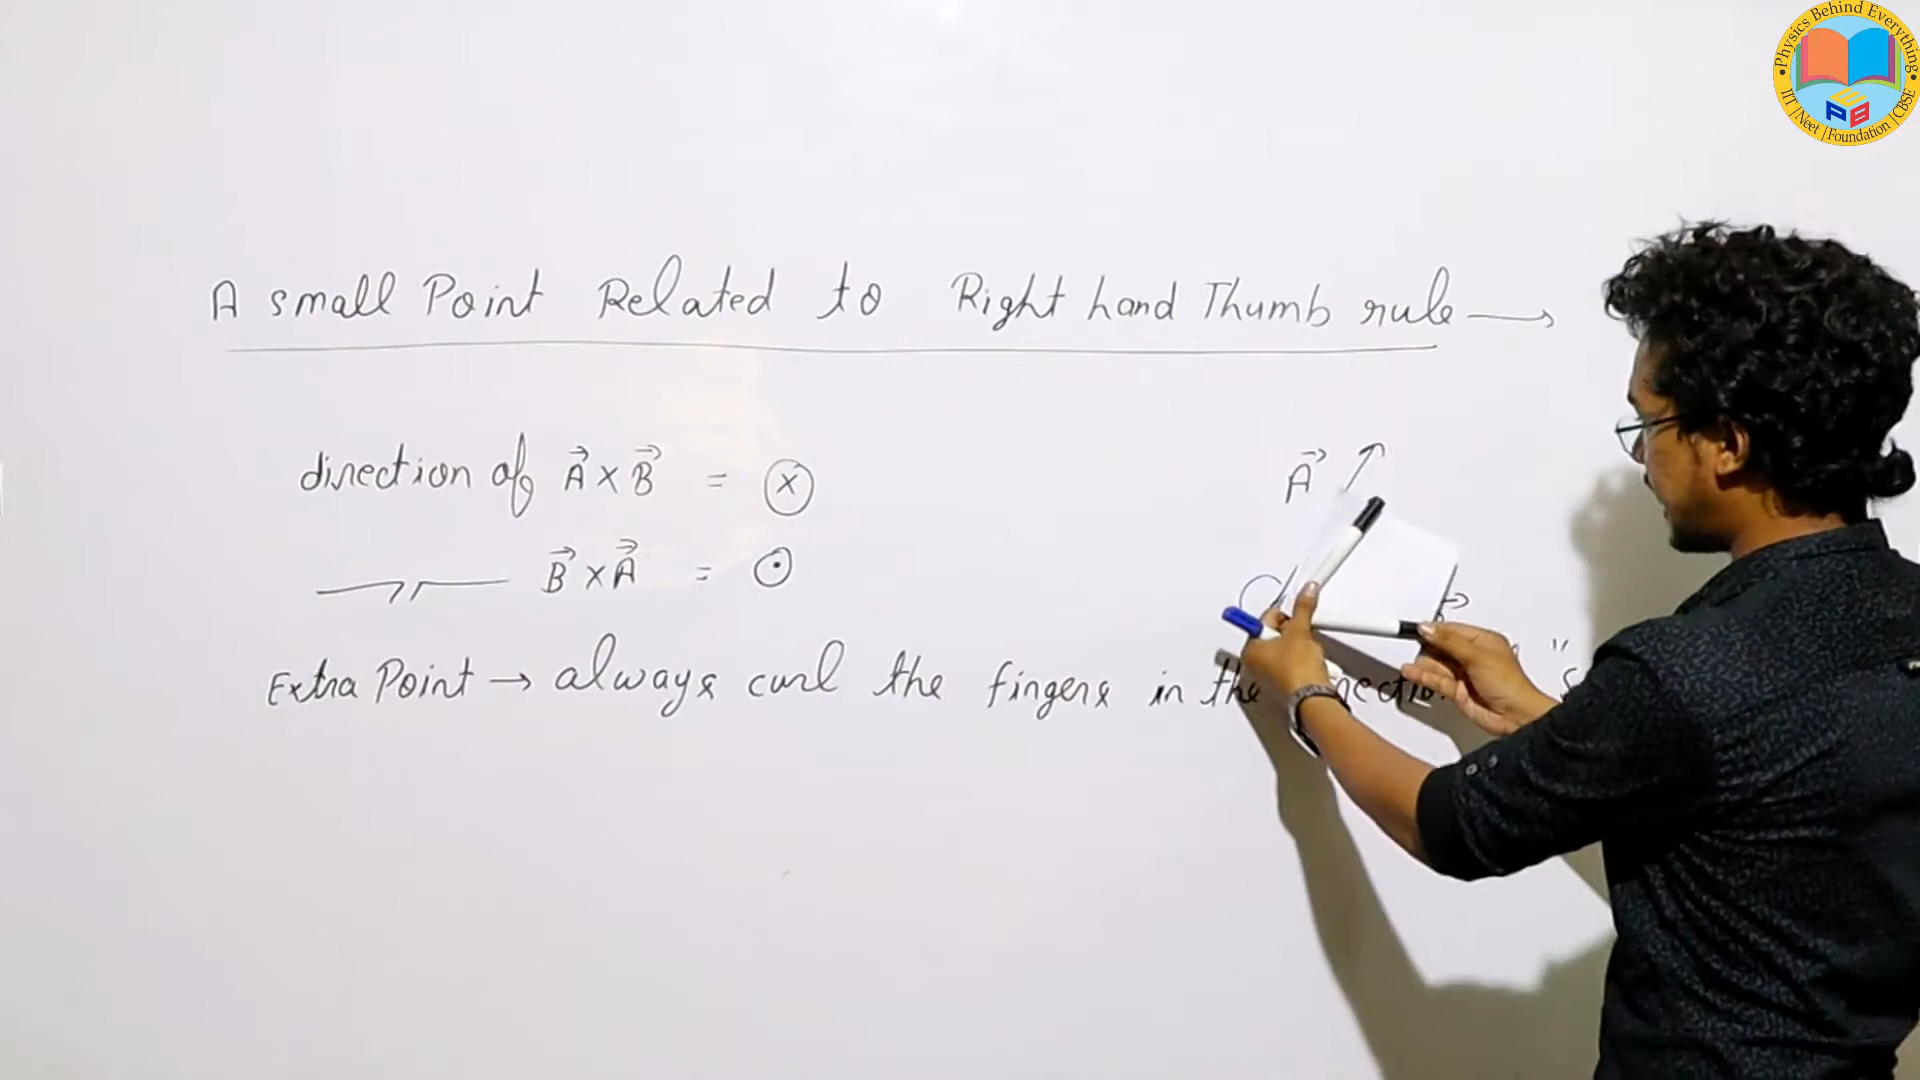 Physics Behind Everything
IIT | Neet | Foundation | CBSE
PEB
A small Point Related to Right hand Thumb rule →
direction of A⃗ × B⃗ = ⊗
A⃗
B⃗ × A⃗ = ⊙
Extra Point → always curl the fingers in the